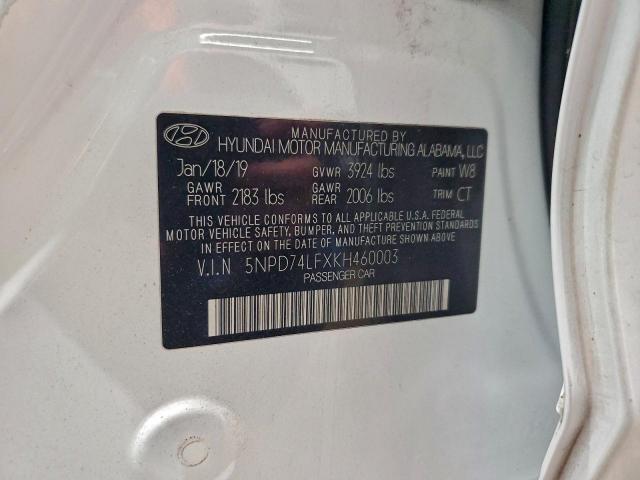 MANUFACTURED BY
HYUNDAI MOTOR MANUFACTURING ALABAMA, LLC
Jan/18/19 GVWR 3924 lbs PAINT W8
GAWR FRONT 2183 lbs GAWR REAR 2006 lbs TRIM CT
THIS VEHICLE CONFORMS TO ALL APPLICABLE U.S.A. FEDERAL
MOTOR VEHICLE SAFETY, BUMPER, AND THEFT PREVENTION STANDARDS
IN EFFECT ON THE DATE OF MANUFACTURE SHOWN ABOVE.
V.I.N 5NPD74LFXKH460003
PASSENGER CAR